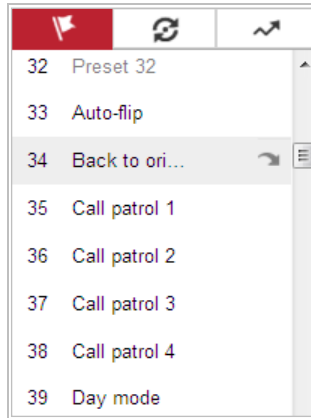 32 Preset 32
33 Auto-flip
34 Back to ori...
35 Call patrol 1
36 Call patrol 2
37 Call patrol 3
38 Call patrol 4
39 Day mode